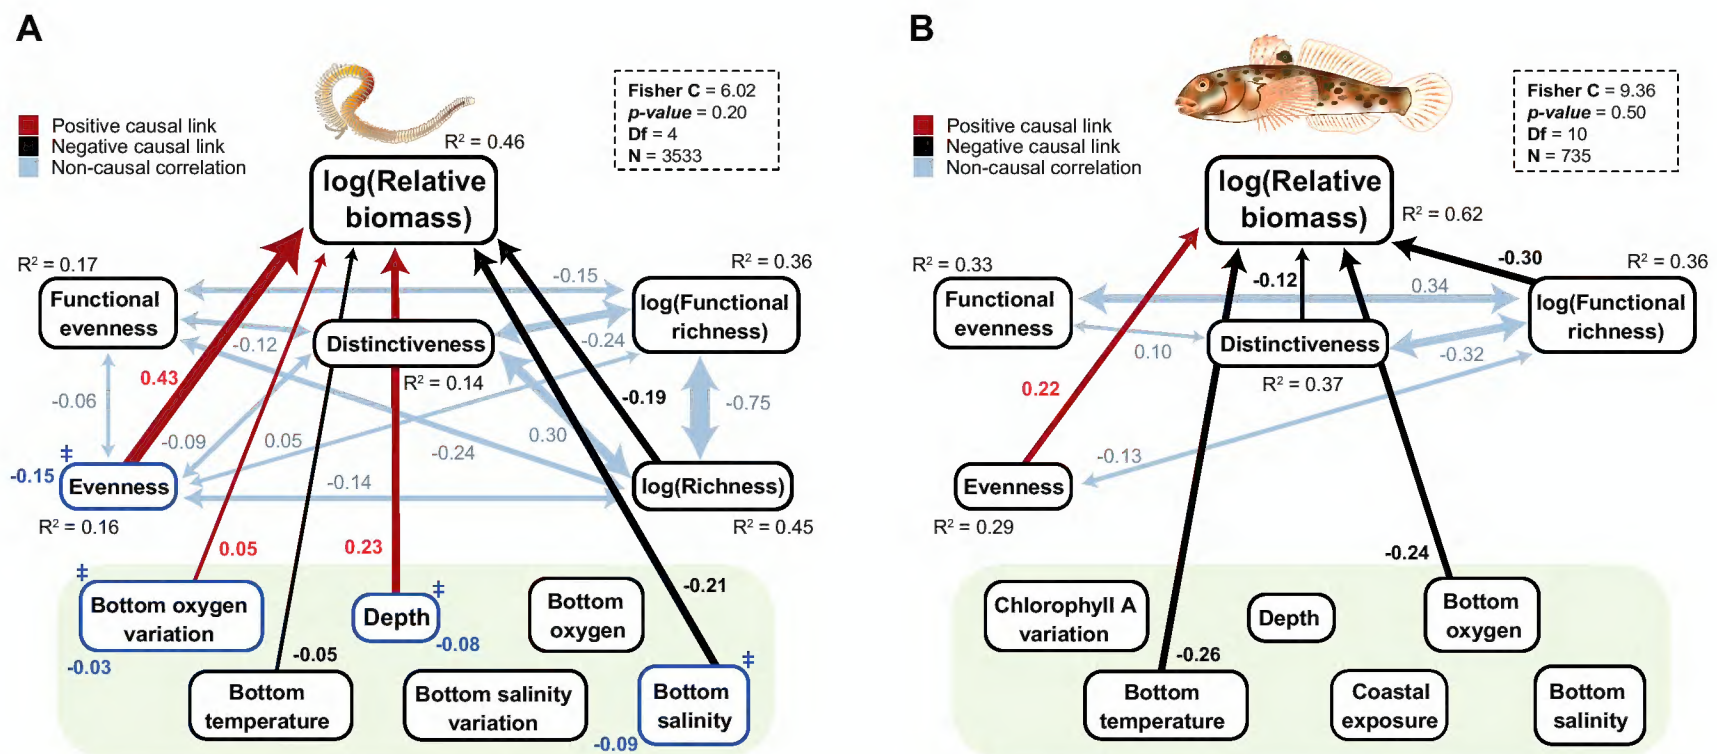 A
Fisher C = 6.02
p-value = 0.20
Df = 4
N = 3533
Positive causal link
Negative causal link
Non-causal correlation
R² = 0.46
log(Relative
biomass)
R² = 0.17
Functional
evenness
-0.15
R² = 0.36
log(Functional
richness)
Distinctiveness
R² = 0.14
-0.12
-0.24
0.43
-0.06
-0.09
0.05
-0.24
0.30
-0.19
-0.75
‡
-0.15
Evenness
R² = 0.16
-0.14
log(Richness)
R² = 0.45
0.05
0.23
-0.21
‡
Bottom oxygen
variation
-0.03
‡
Depth
-0.08
Bottom
oxygen
-0.05
Bottom
temperature
Bottom salinity
variation
‡
Bottom
salinity
-0.09
B
Fisher C = 9.36
p-value = 0.50
Df = 10
N = 735
Positive causal link
Negative causal link
Non-causal correlation
log(Relative
biomass)
R² = 0.62
R² = 0.33
Functional
evenness
-0.12
-0.30
0.34
R² = 0.36
log(Functional
richness)
Distinctiveness
R² = 0.37
0.10
-0.32
0.22
-0.13
Evenness
R² = 0.29
-0.24
Chlorophyll A
variation
Depth
Bottom
oxygen
-0.26
Bottom
temperature
Coastal
exposure
Bottom
salinity